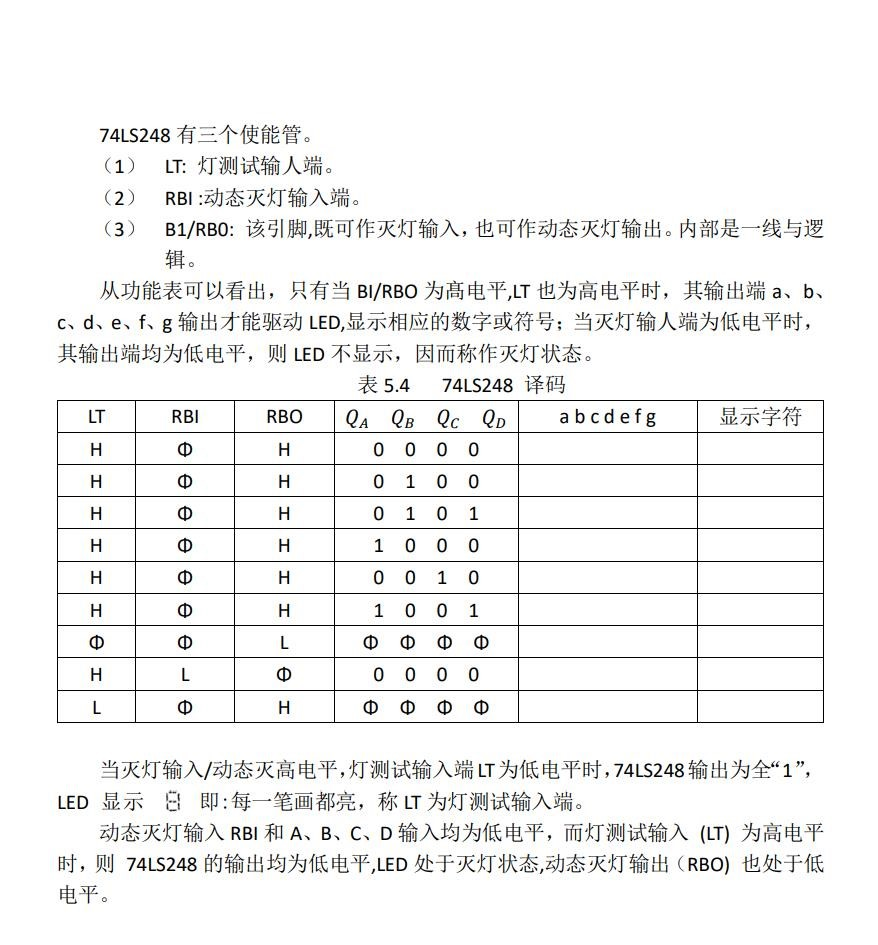 74LS248 有三个使能管。
（1） LT: 灯测试输人端。
（2） RBI :动态灭灯输入端。
（3） B1/RBO: 该引脚,既可作灭灯输入，也可作动态灭灯输出。内部是一线与逻
辑。
从功能表可以看出，只有当 BI/RBO 为髙电平,LT 也为高电平时，其输出端 a、b、
c、d、e、f、g 输出才能驱动 LED,显示相应的数字或符号；当灭灯输人端为低电平时，
其输出端均为低电平，则 LED 不显示，因而称作灭灯状态。
表 5.4 74LS248 译码
LT RBI RBO Q_A Q_B Q_C Q_D a b c d e f g 显示字符
H Φ H 0 0 0 0
H Φ H 0 1 0 0
H Φ H 0 1 0 1
H Φ H 1 0 0 0
H Φ H 0 0 1 0
H Φ H 1 0 0 1
Φ Φ L Φ Φ Φ Φ
H L Φ 0 0 0 0
L Φ H Φ Φ Φ Φ
当灭灯输入/动态灭高电平，灯测试输入端 LT 为低电平时，74LS248 输出为全“1”，
LED 显示 8 即：每一笔画都亮，称 LT 为灯测试输入端。
动态灭灯输入 RBI 和 A、B、C、D 输入均为低电平，而灯测试输入 (LT) 为高电平
时，则 74LS248 的输出均为低电平,LED 处于灭灯状态,动态灭灯输出（RBO) 也处于低
电平。